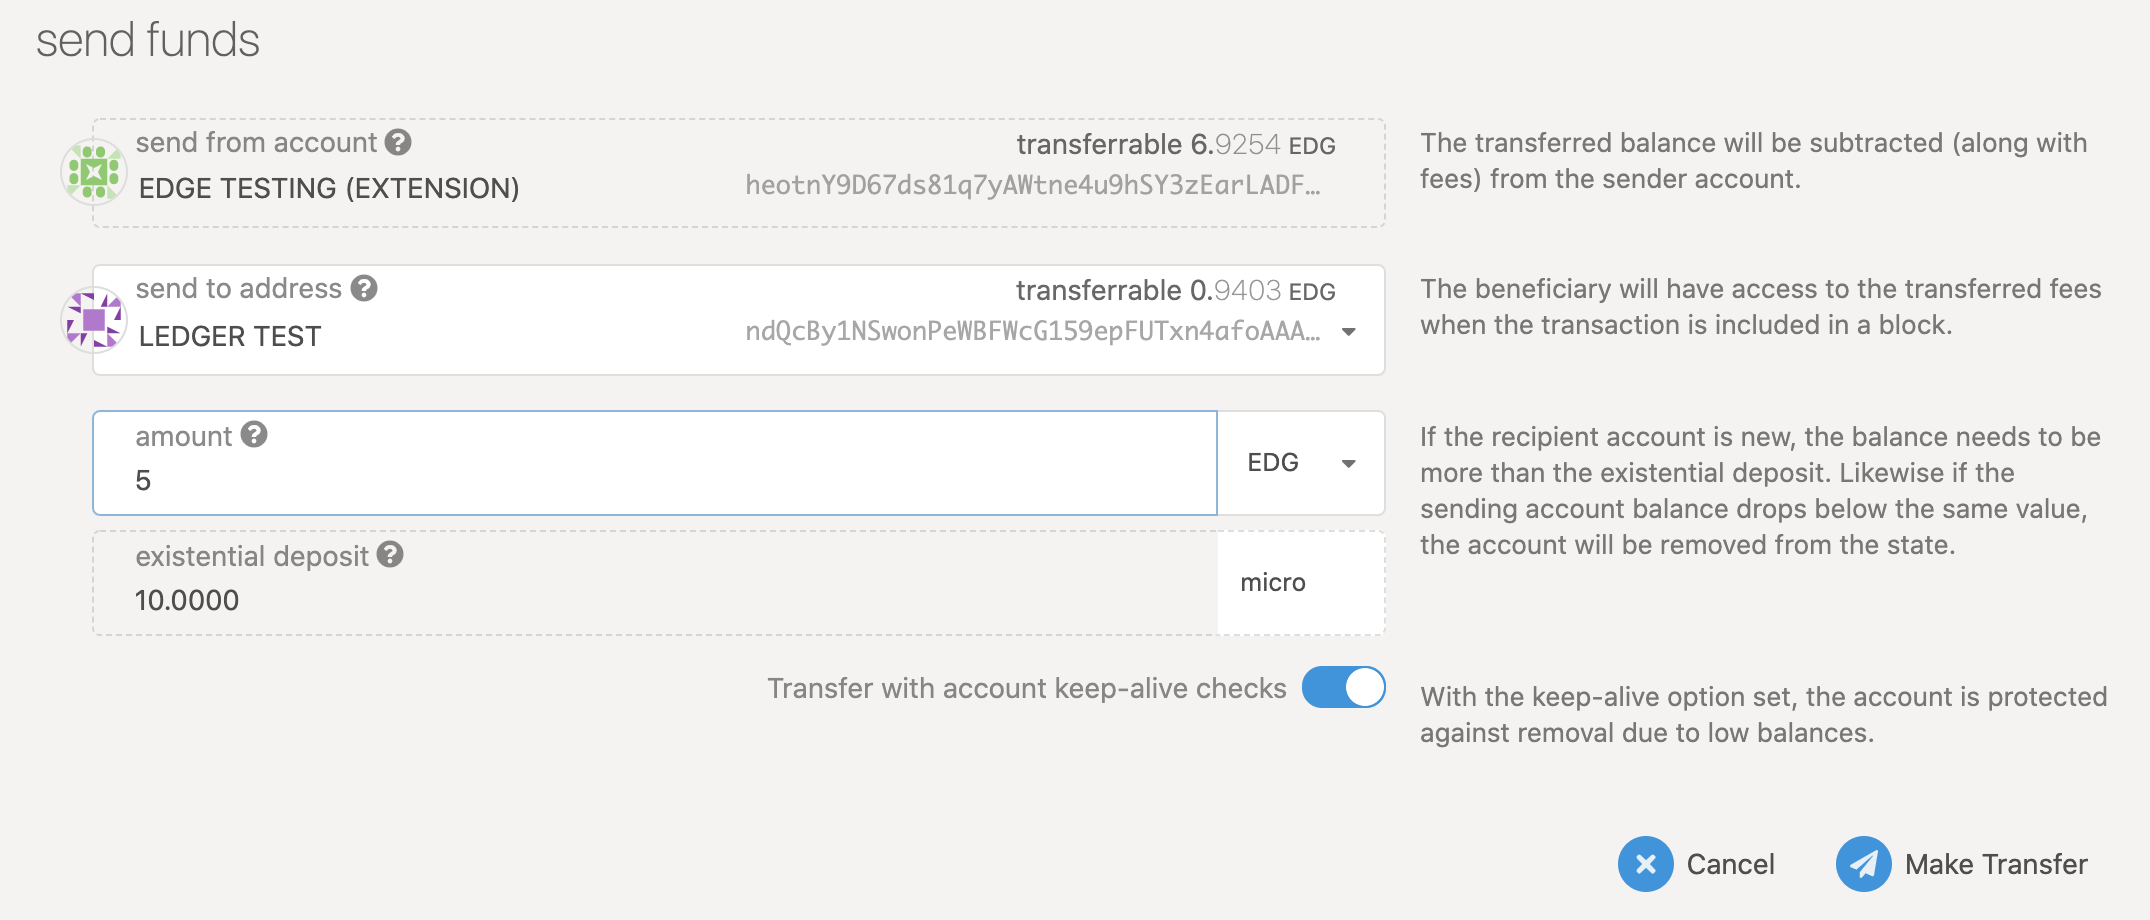 send funds
send from account
transferrable 6.9254 EDG
EDGE TESTING (EXTENSION)
heotnY9D67ds81q7yAWtne4u9hSY3zEarLADF…
The transferred balance will be subtracted (along with
fees) from the sender account.
send to address
transferrable 0.9403 EDG
LEDGER TEST
ndQcBy1NSwonPeWBFWcG159epFUTxn4afoAAA…
The beneficiary will have access to the transferred fees
when the transaction is included in a block.
amount
5
EDG
If the recipient account is new, the balance needs to be
more than the existential deposit. Likewise if the
sending account balance drops below the same value,
the account will be removed from the state.
existential deposit
10.0000
micro
Transfer with account keep-alive checks
With the keep-alive option set, the account is protected
against removal due to low balances.
Cancel
Make Transfer